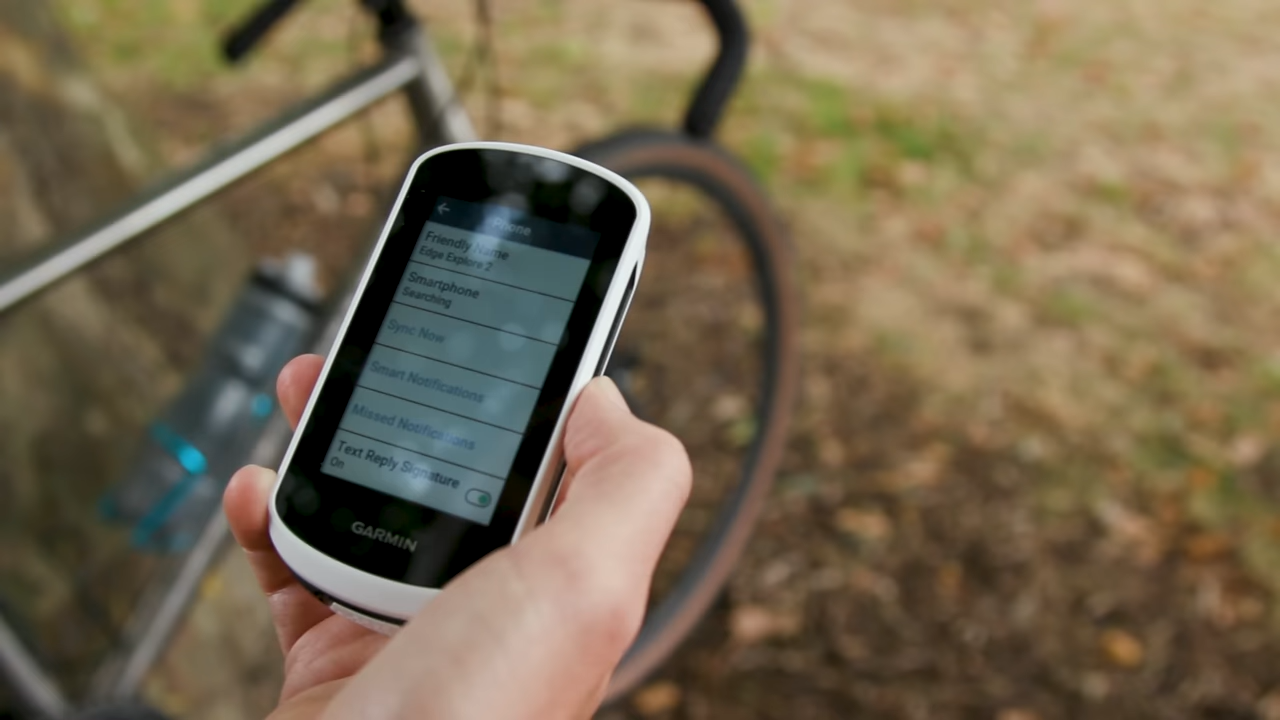 Phone
Friendly Name
Edge Explore 2
Smartphone
Searching
Sync Now
Smart Notifications
Missed Notifications
Text Reply Signature
On
GARMIN